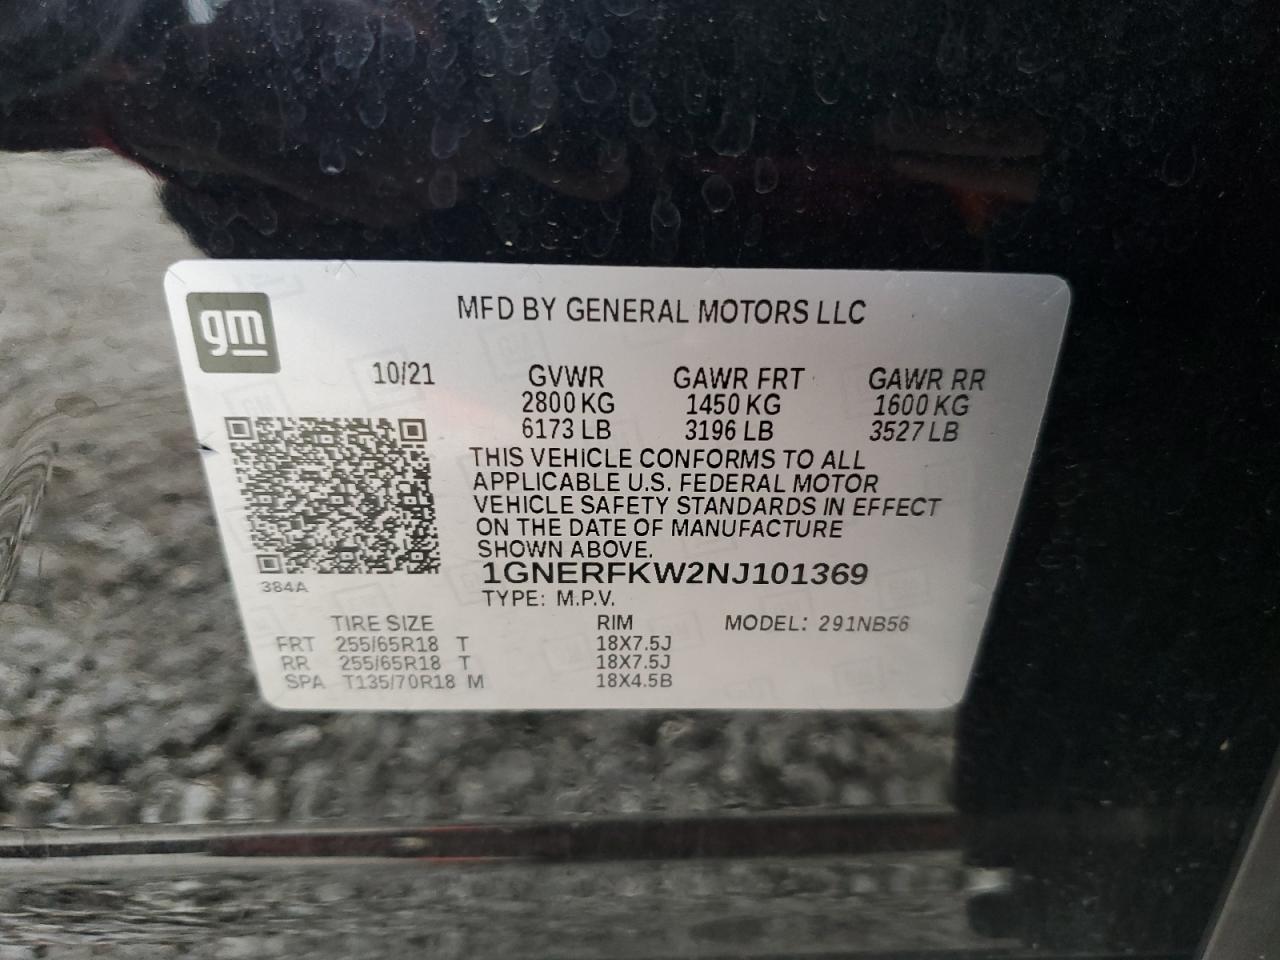 gm
MFD BY GENERAL MOTORS LLC
10/21 GVWR GAWR FRT GAWR RR
2800 KG 1450 KG 1600 KG
6173 LB 3196 LB 3527 LB
THIS VEHICLE CONFORMS TO ALL
APPLICABLE U.S. FEDERAL MOTOR
VEHICLE SAFETY STANDARDS IN EFFECT
ON THE DATE OF MANUFACTURE
SHOWN ABOVE.
1GNERFKW2NJ101369
384A
TYPE: M.P.V.
TIRE SIZE RIM MODEL: 291NB56
FRT 255/65R18 T 18X7.5J
RR 255/65R18 T 18X7.5J
SPA T135/70R18 M 18X4.5B